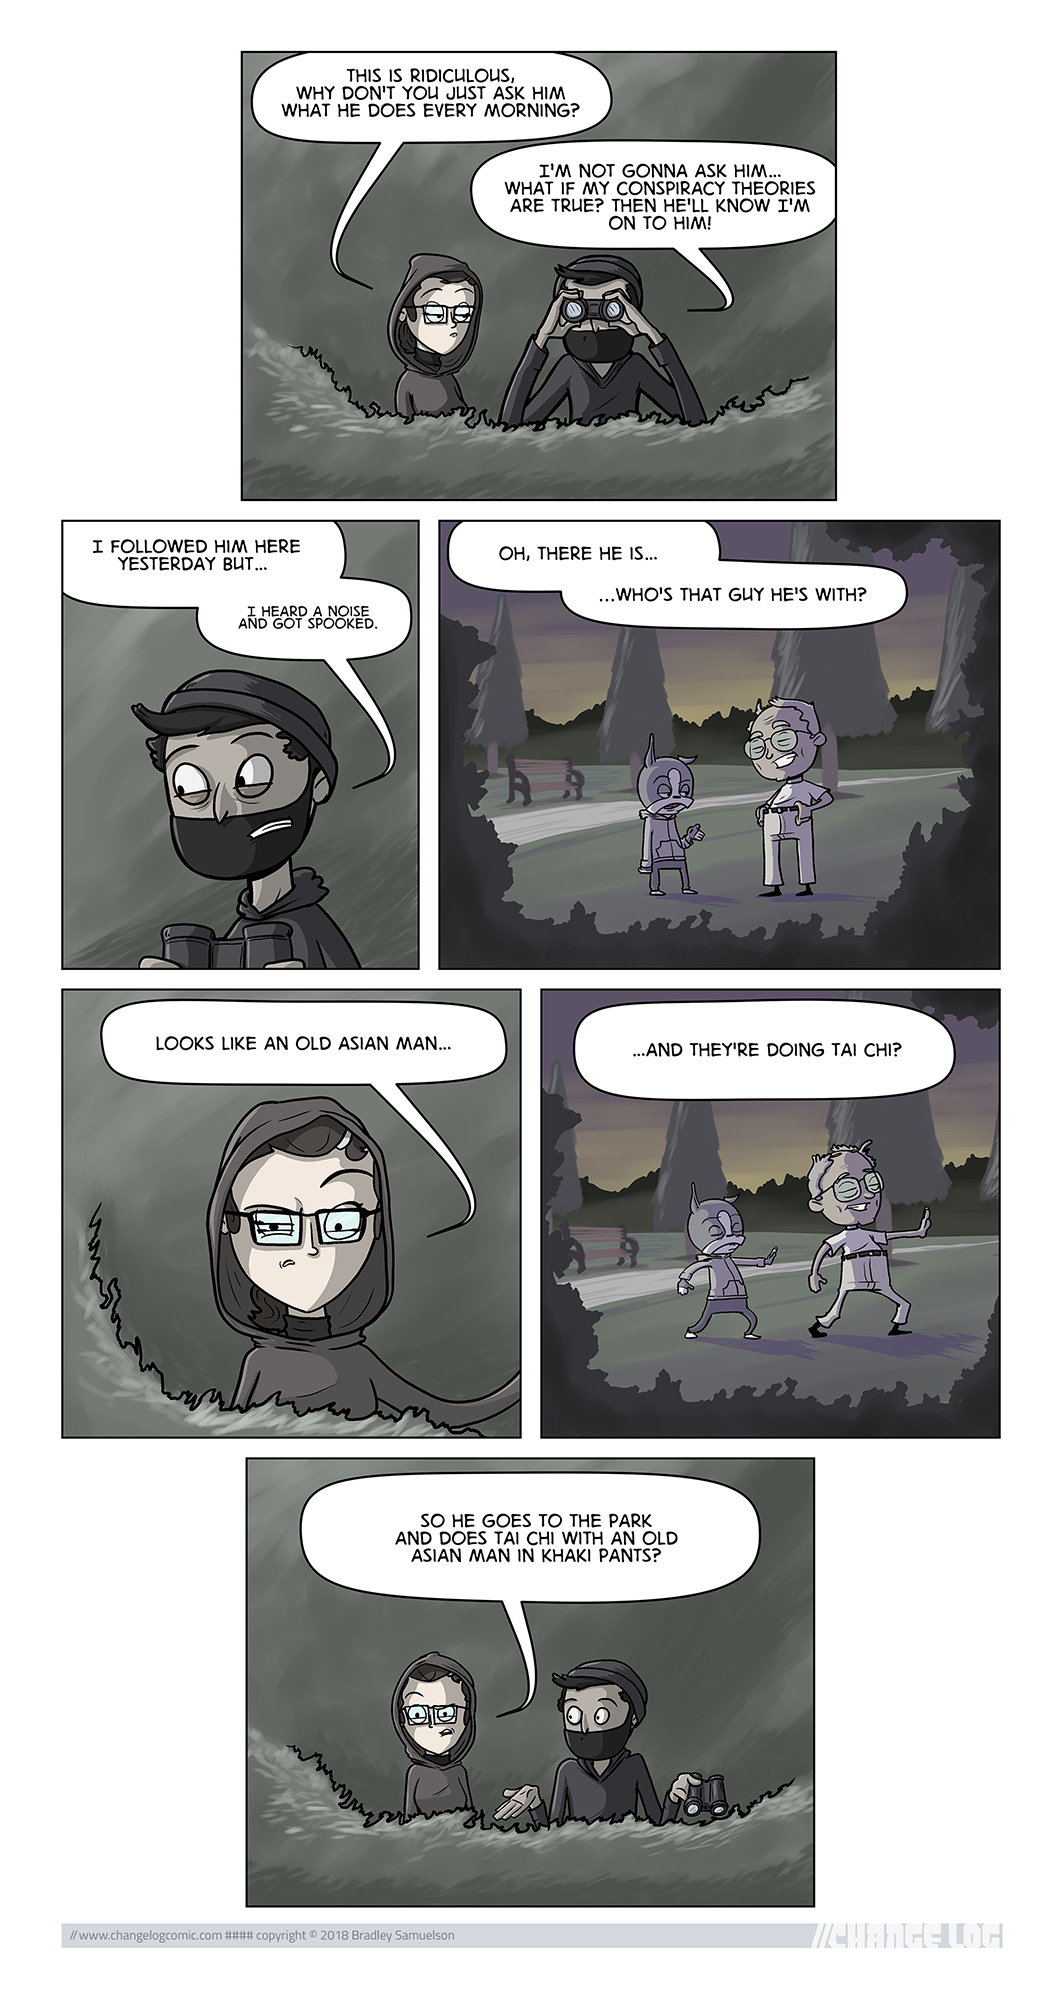 THIS IS RIDICULOUS,
WHY DON'T YOU JUST ASK HIM
WHAT HE DOES EVERY MORNING?
I'M NOT GONNA ASK HIM...
WHAT IF MY CONSPIRACY THEORIES
ARE TRUE? THEN HE'LL KNOW I'M
ON TO HIM!
I FOLLOWED HIM HERE
YESTERDAY BUT...
I HEARD A NOISE
AND GOT SPOOKED.
OH, THERE HE IS...
...WHO'S THAT GUY HE'S WITH?
LOOKS LIKE AN OLD ASIAN MAN...
...AND THEY'RE DOING TAI CHI?
SO HE GOES TO THE PARK
AND DOES TAI CHI WITH AN OLD
ASIAN MAN IN KHAKI PANTS?
//www.changelogcomic.com #### copyright © 2018 Bradley Samuelson
//CHANGE LOG